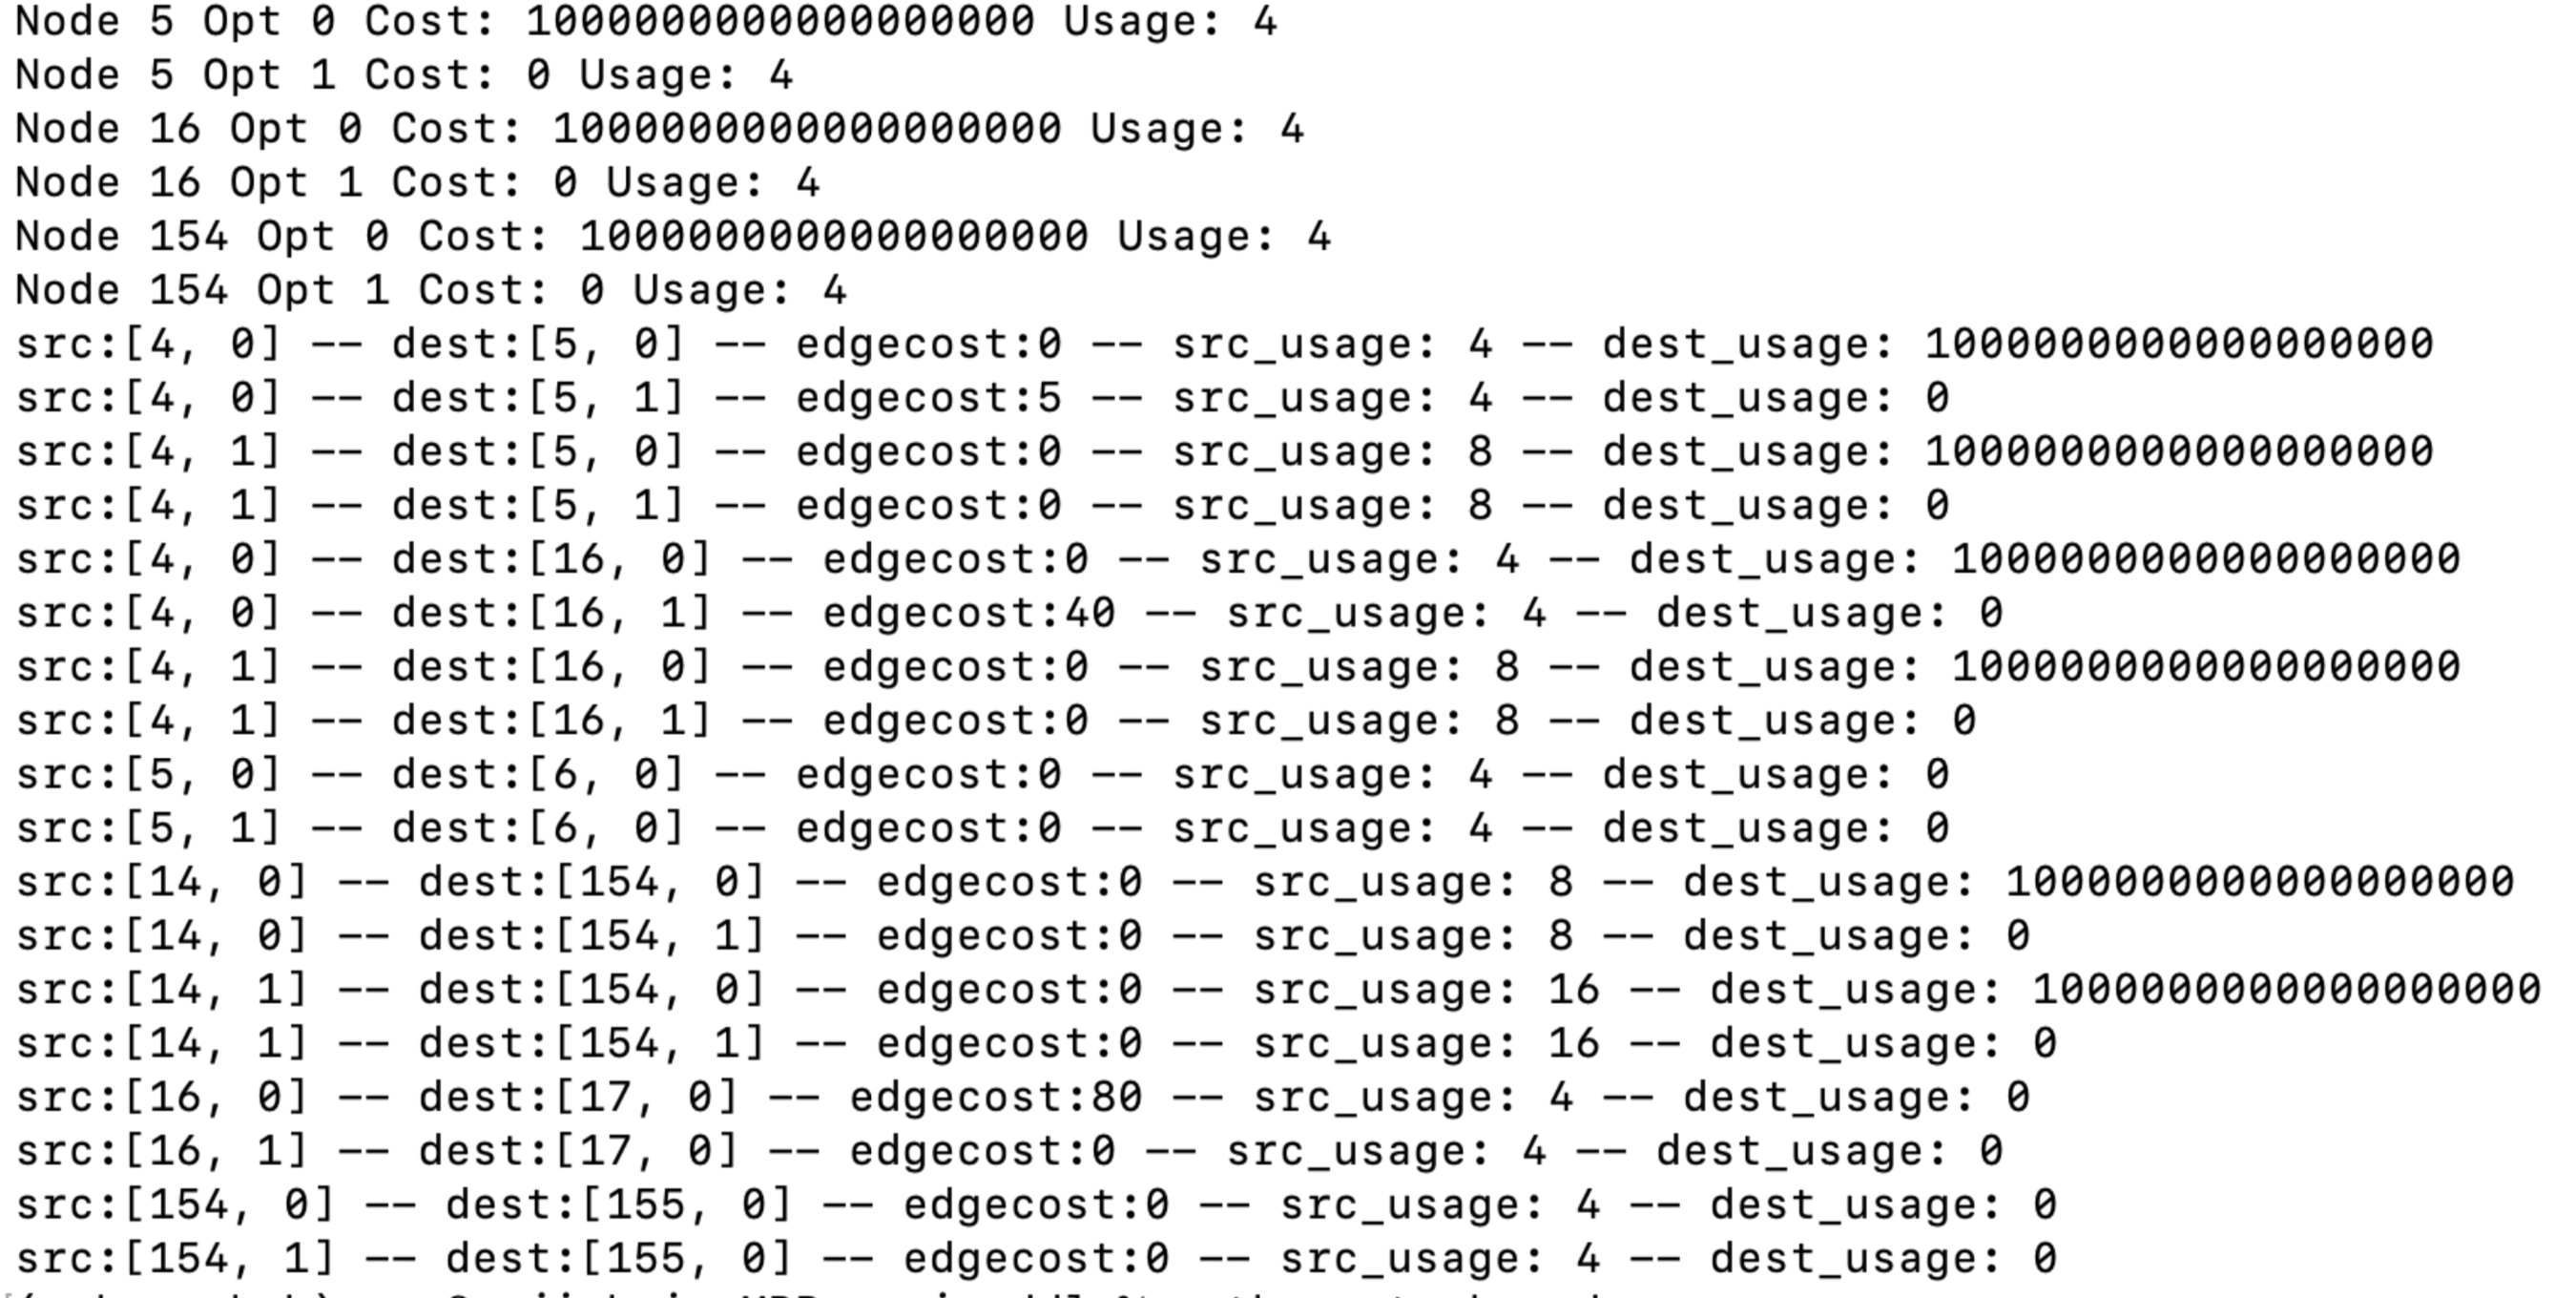 Node 5 Opt 0 Cost: 1000000000000000000 Usage: 4
Node 5 Opt 1 Cost: 0 Usage: 4
Node 16 Opt 0 Cost: 1000000000000000000 Usage: 4
Node 16 Opt 1 Cost: 0 Usage: 4
Node 154 Opt 0 Cost: 1000000000000000000 Usage: 4
Node 154 Opt 1 Cost: 0 Usage: 4
src:[4, 0] -- dest:[5, 0] -- edgecost:0 -- src_usage: 4 -- dest_usage: 1000000000000000000
src:[4, 0] -- dest:[5, 1] -- edgecost:5 -- src_usage: 4 -- dest_usage: 0
src:[4, 1] -- dest:[5, 0] -- edgecost:0 -- src_usage: 8 -- dest_usage: 1000000000000000000
src:[4, 1] -- dest:[5, 1] -- edgecost:0 -- src_usage: 8 -- dest_usage: 0
src:[4, 0] -- dest:[16, 0] -- edgecost:0 -- src_usage: 4 -- dest_usage: 1000000000000000000
src:[4, 0] -- dest:[16, 1] -- edgecost:40 -- src_usage: 4 -- dest_usage: 0
src:[4, 1] -- dest:[16, 0] -- edgecost:0 -- src_usage: 8 -- dest_usage: 1000000000000000000
src:[4, 1] -- dest:[16, 1] -- edgecost:0 -- src_usage: 8 -- dest_usage: 0
src:[5, 0] -- dest:[6, 0] -- edgecost:0 -- src_usage: 4 -- dest_usage: 0
src:[5, 1] -- dest:[6, 0] -- edgecost:0 -- src_usage: 4 -- dest_usage: 0
src:[14, 0] -- dest:[154, 0] -- edgecost:0 -- src_usage: 8 -- dest_usage: 1000000000000000000
src:[14, 0] -- dest:[154, 1] -- edgecost:0 -- src_usage: 8 -- dest_usage: 0
src:[14, 1] -- dest:[154, 0] -- edgecost:0 -- src_usage: 16 -- dest_usage: 1000000000000000000
src:[14, 1] -- dest:[154, 1] -- edgecost:0 -- src_usage: 16 -- dest_usage: 0
src:[16, 0] -- dest:[17, 0] -- edgecost:80 -- src_usage: 4 -- dest_usage: 0
src:[16, 1] -- dest:[17, 0] -- edgecost:0 -- src_usage: 4 -- dest_usage: 0
src:[154, 0] -- dest:[155, 0] -- edgecost:0 -- src_usage: 4 -- dest_usage: 0
src:[154, 1] -- dest:[155, 0] -- edgecost:0 -- src_usage: 4 -- dest_usage: 0